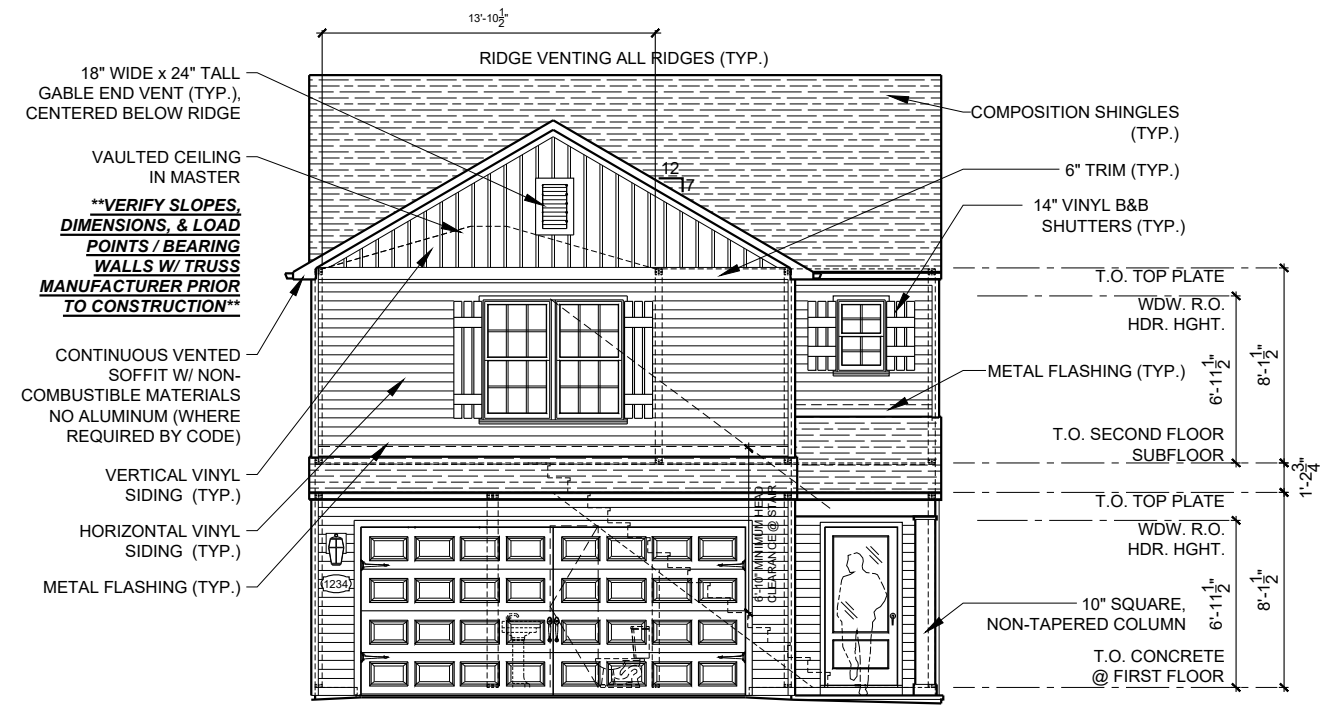 13'-10 1/2"
RIDGE VENTING ALL RIDGES (TYP.)
18" WIDE x 24" TALL
GABLE END VENT (TYP.),
CENTERED BELOW RIDGE
VAULTED CEILING
IN MASTER
**VERIFY SLOPES,
DIMENSIONS, & LOAD
POINTS / BEARING
WALLS W/ TRUSS
MANUFACTURER PRIOR
TO CONSTRUCTION**
CONTINUOUS VENTED
SOFFIT W/ NON-
COMBUSTIBLE MATERIALS
NO ALUMINUM (WHERE
REQUIRED BY CODE)
VERTICAL VINYL
SIDING (TYP.)
HORIZONTAL VINYL
SIDING (TYP.)
METAL FLASHING (TYP.)
12
7
1234
6'-10" MINIMUM HEAD
CLEARANCE @ STAIR
COMPOSITION SHINGLES
(TYP.)
6" TRIM (TYP.)
14" VINYL B&B
SHUTTERS (TYP.)
T.O. TOP PLATE
WDW. R.O.
HDR. HGHT.
6'-11 1/2"
8'-1 1/2"
METAL FLASHING (TYP.)
T.O. SECOND FLOOR
SUBFLOOR
1'-2 3/4"
T.O. TOP PLATE
WDW. R.O.
HDR. HGHT.
6'-11 1/2"
8'-1 1/2"
10" SQUARE,
NON-TAPERED COLUMN
T.O. CONCRETE
@ FIRST FLOOR